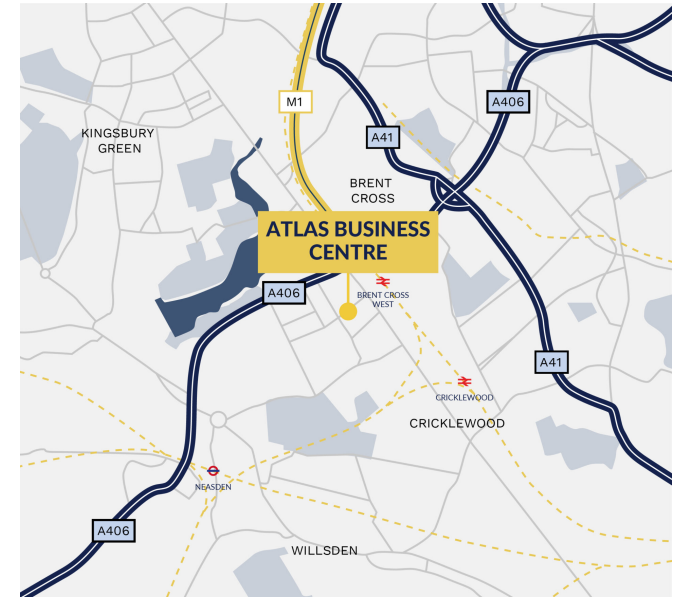 M1
A406
A41
KINGSBURY
GREEN
BRENT
CROSS
ATLAS BUSINESS
CENTRE
A406
BRENT CROSS
WEST
A41
CRICKLEWOOD
CRICKLEWOOD
NEASDEN
A406
WILLSDEN